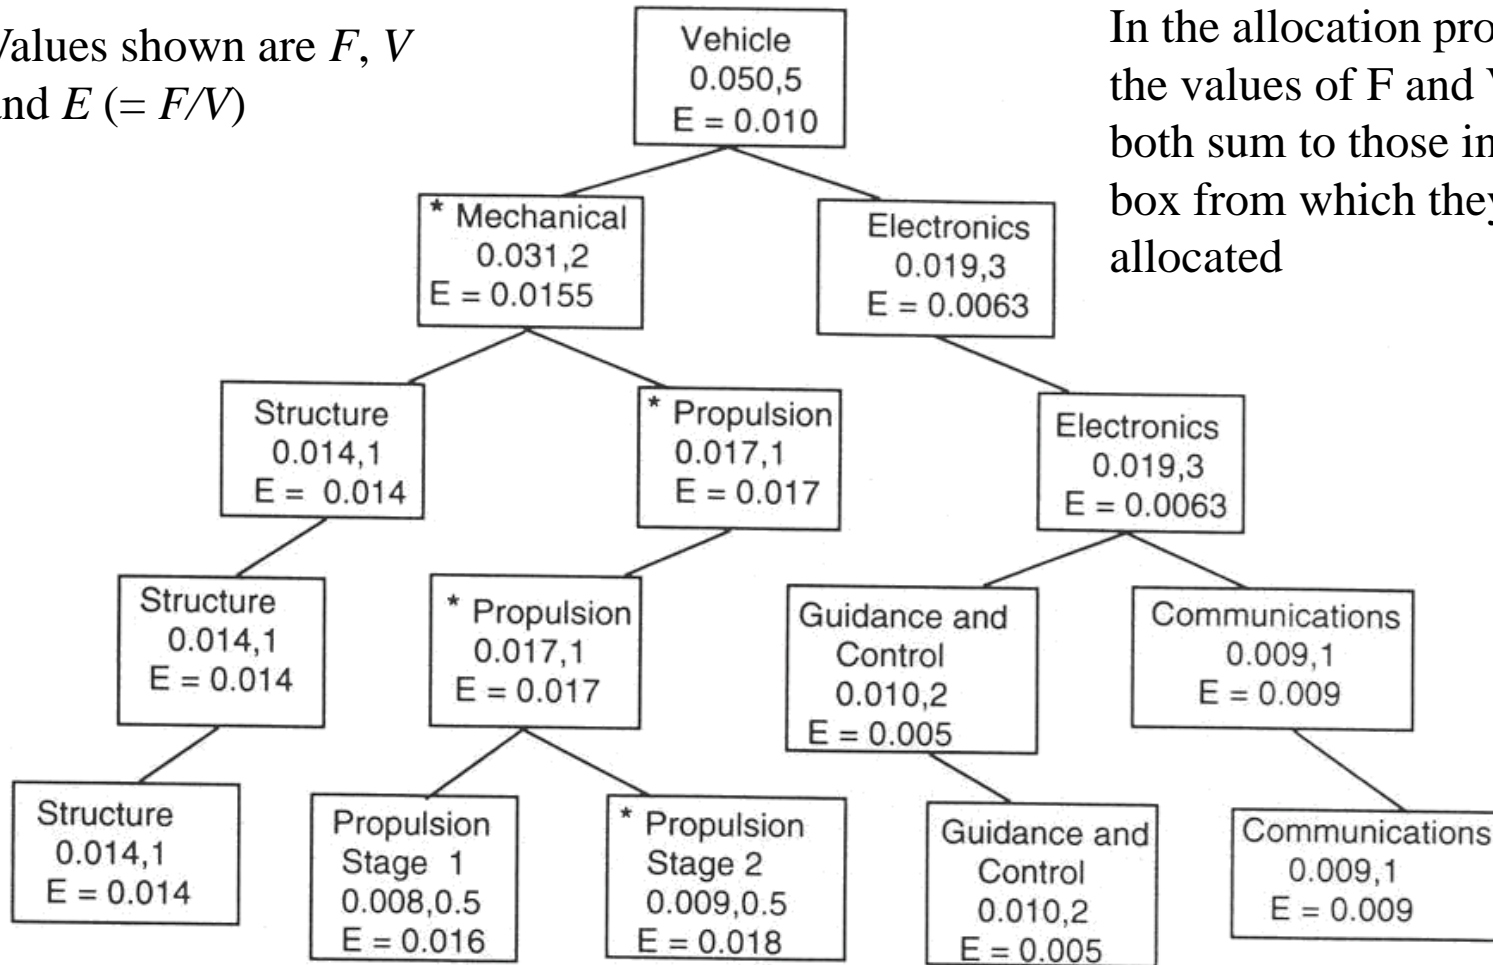 Values shown are F, V
and E (= F/V)
In the allocation pro
the values of F and V
both sum to those in
box from which they
allocated
Vehicle
0.050,5
E = 0.010
* Mechanical
0.031,2
E = 0.0155
Electronics
0.019,3
E = 0.0063
Structure
0.014,1
E = 0.014
* Propulsion
0.017,1
E = 0.017
Electronics
0.019,3
E = 0.0063
Structure
0.014,1
E = 0.014
* Propulsion
0.017,1
E = 0.017
Guidance and
Control
0.010,2
E = 0.005
Communications
0.009,1
E = 0.009
Structure
0.014,1
E = 0.014
Propulsion
Stage 1
0.008,0.5
E = 0.016
* Propulsion
Stage 2
0.009,0.5
E = 0.018
Guidance and
Control
0.010,2
E = 0.005
Communications
0.009,1
E = 0.009